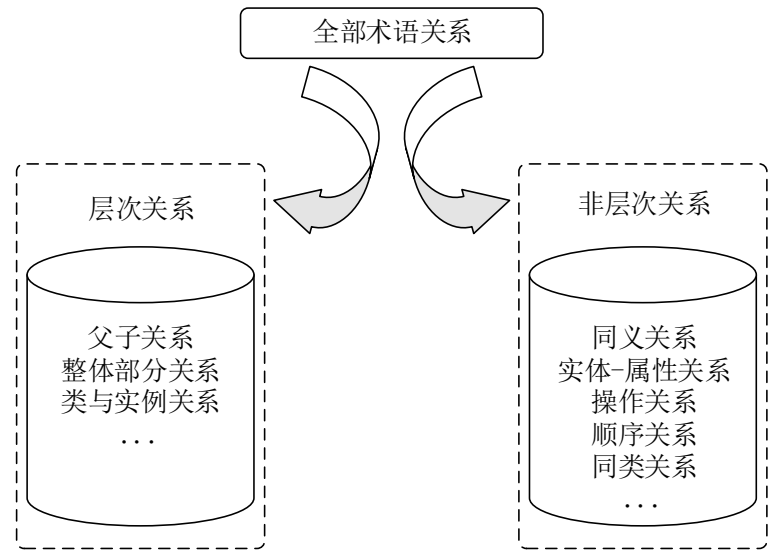 全部术语关系
层次关系
父子关系
整体部分关系
类与实例关系
...
非层次关系
同义关系
实体-属性关系
操作关系
顺序关系
同类关系
...